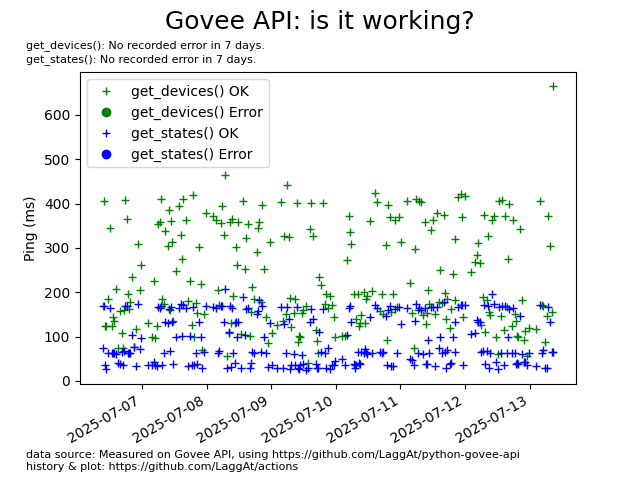 Govee API: is it working?
get_devices(): No recorded error in 7 days.
get_states(): No recorded error in 7 days.
get_devices() OK
get_devices() Error
get_states() OK
get_states() Error
Ping (ms)
600
500
400
300
200
100
0
2025-07-07
2025-07-08
2025-07-09
2025-07-10
2025-07-11
2025-07-12
2025-07-13
data source: Measured on Govee API, using https://github.com/LaggAt/python-govee-api
history & plot: https://github.com/LaggAt/actions